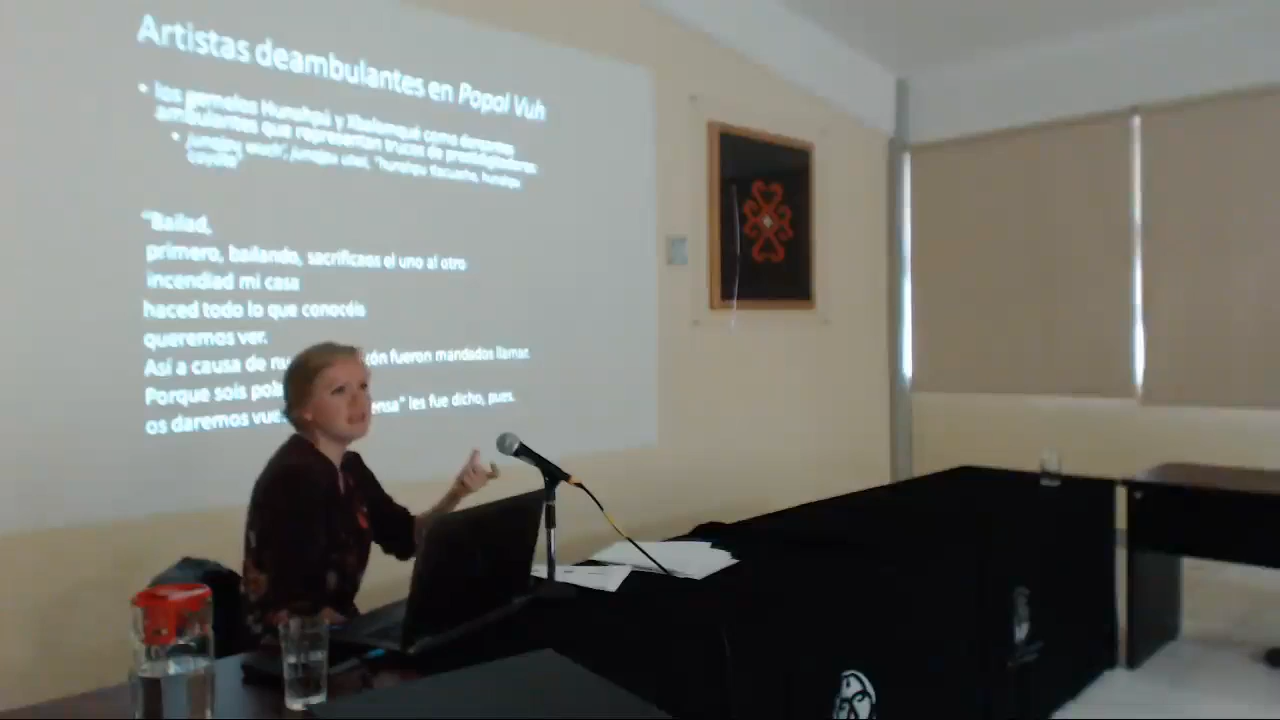 Artistas deambulantes en Popol Vuh
• los gemelos Hunahpú y Xbalanqué como danzantes
ambulantes que representan trucos de prestidigitadores
"Bailad,
primero, bailando, sacrificaos el uno al otro
incendiad mi casa
haced todo lo que conocéis
queremos ver.
Así a causa de fueron mandados llamar.
Porque sois
os daremos les fue dicho, pues.